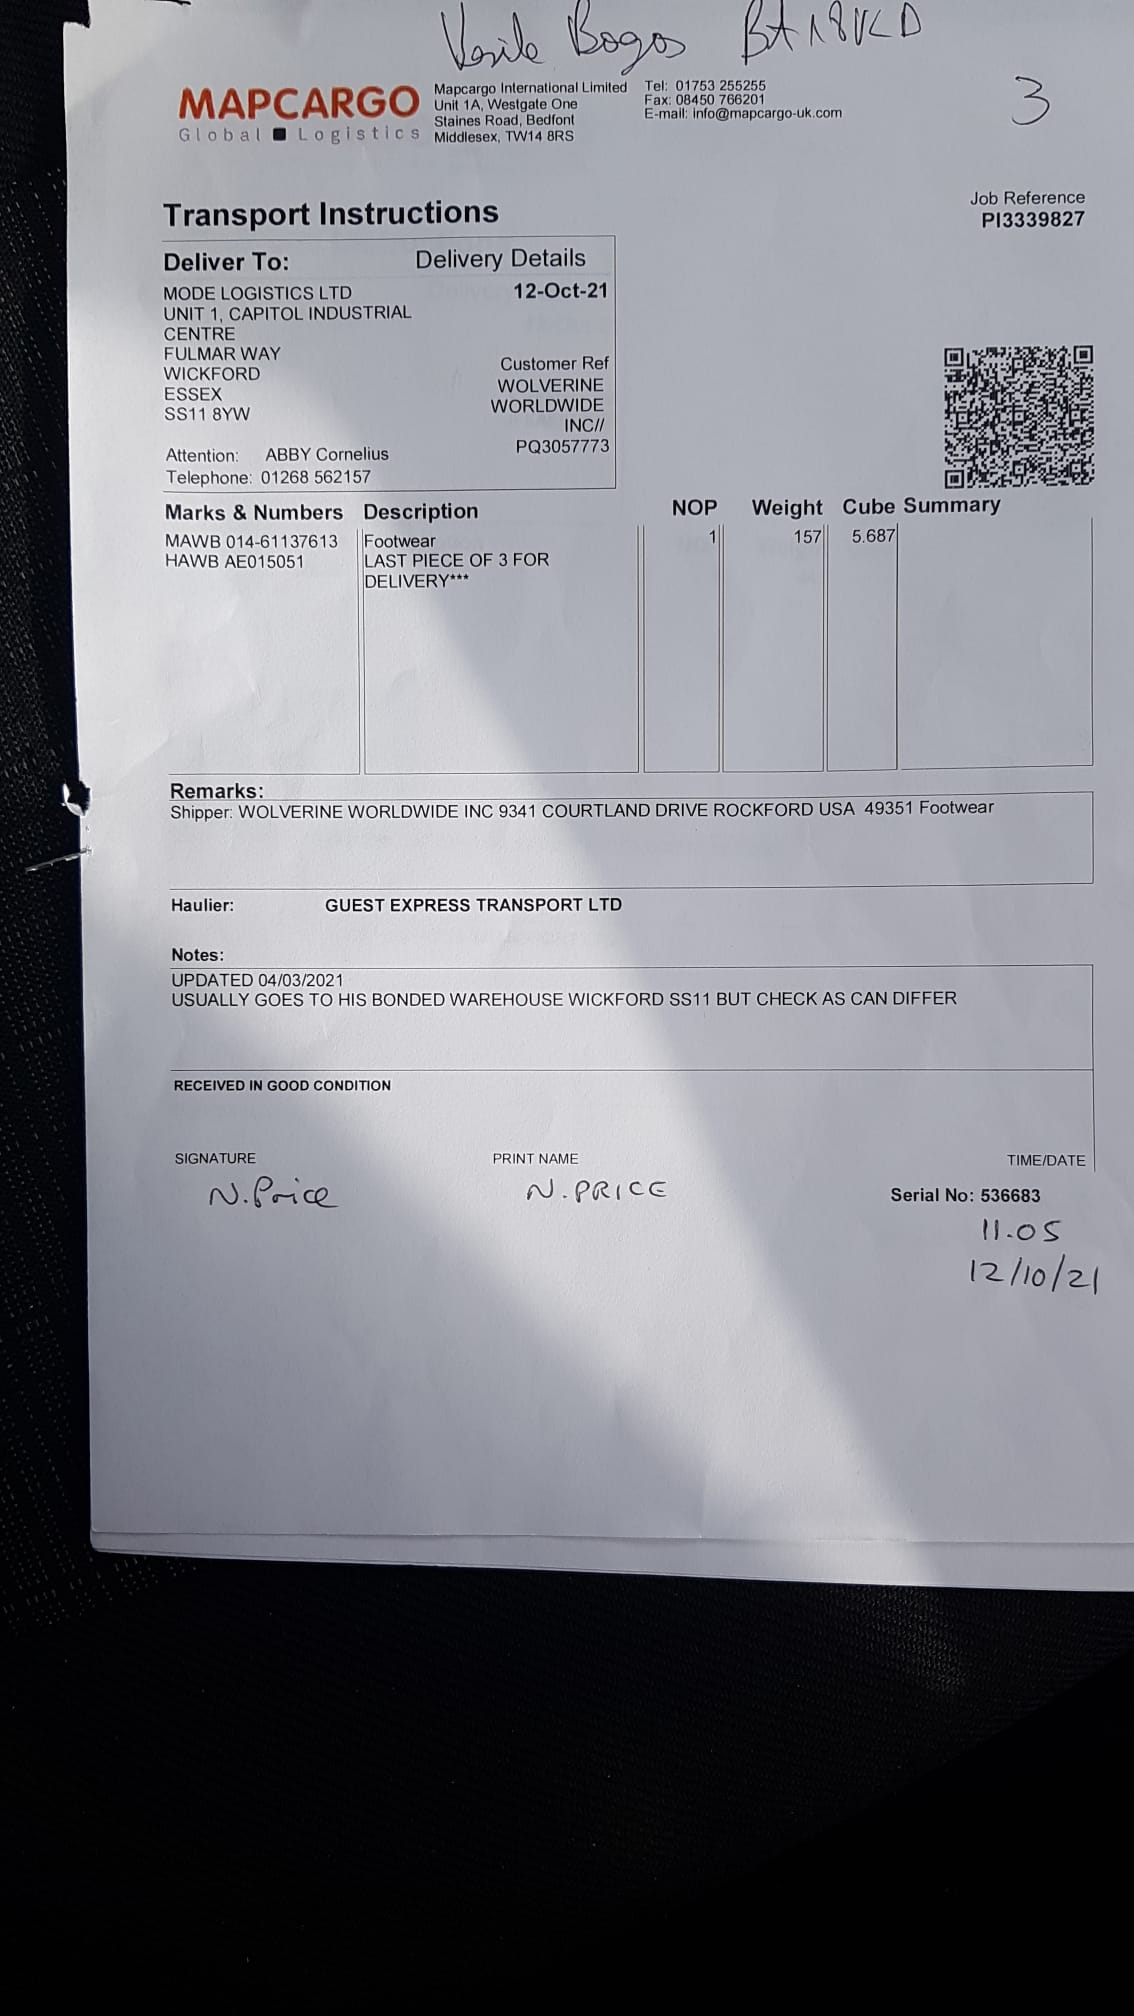 Vasile Bogos BA18VCD
3
MAPCARGO
Global Logistics
Mapcargo International Limited
Unit 1A, Westgate One
Staines Road, Bedfont
Middlesex, TW14 8RS
Tel: 01753 255255
Fax: 08450 766201
E-mail: info@mapcargo-uk.com
Transport Instructions
Job Reference
PI3339827
Deliver To:
MODE LOGISTICS LTD
UNIT 1, CAPITOL INDUSTRIAL
CENTRE
FULMAR WAY
WICKFORD
ESSEX
SS11 8YW
Attention: ABBY Cornelius
Telephone: 01268 562157
Delivery Details
12-Oct-21
Customer Ref
WOLVERINE
WORLDWIDE
INC//
PQ3057773
Marks & Numbers Description NOP Weight Cube Summary
MAWB 014-61137613 Footwear 1 157 5.687
HAWB AE015051 LAST PIECE OF 3 FOR
DELIVERY***
Remarks:
Shipper: WOLVERINE WORLDWIDE INC 9341 COURTLAND DRIVE ROCKFORD USA 49351 Footwear
Haulier: GUEST EXPRESS TRANSPORT LTD
Notes:
UPDATED 04/03/2021
USUALLY GOES TO HIS BONDED WAREHOUSE WICKFORD SS11 BUT CHECK AS CAN DIFFER
RECEIVED IN GOOD CONDITION
SIGNATURE PRINT NAME TIME/DATE
N.Price N.PRICE
Serial No: 536683
11.05
12/10/21